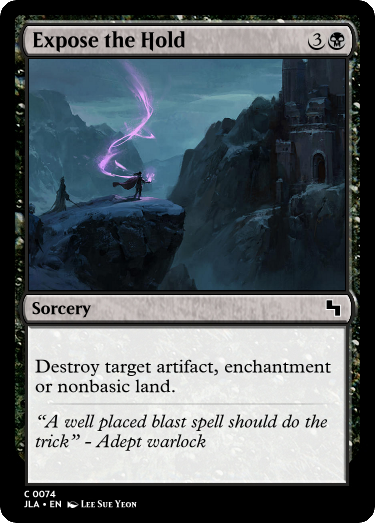 Expose the Hold 3
Sorcery
Destroy target artifact, enchantment
or nonbasic land.
“A well placed blast spell should do the
trick” - Adept warlock
C 0074
JLA • EN Lee Sue Yeon